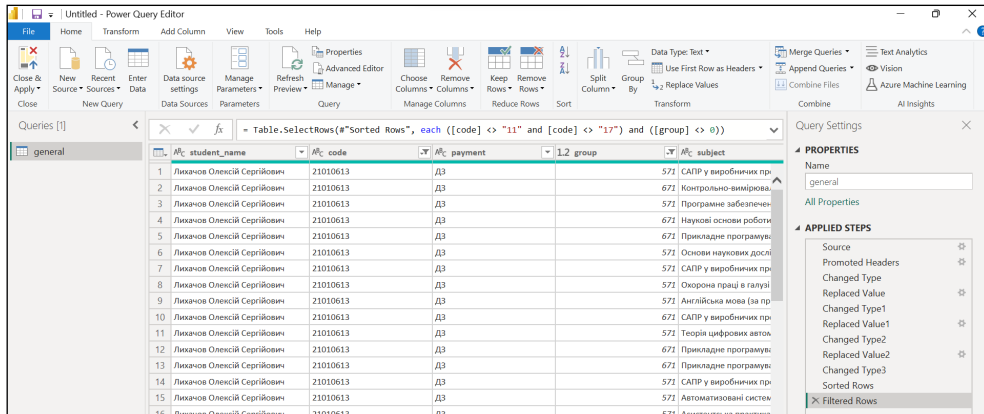 Untitled - Power Query Editor
File Home Transform Add Column View Tools Help
Close & Apply
New Source
Recent Sources
Enter Data
Data source settings
Manage Parameters
Refresh Preview
Properties
Advanced Editor
Manage
Choose Columns
Remove Columns
Keep Rows
Remove Rows
Split Column
Group By
Data Type: Text
Use First Row as Headers
1 2 Replace Values
Merge Queries
Append Queries
Combine Files
Text Analytics
Vision
Azure Machine Learning
Close New Query Data Sources Parameters Query Manage Columns Reduce Rows Sort Transform Combine AI Insights
Queries [1]
general
fx = Table.SelectRows(#"Sorted Rows", each ([code] <> "11" and [code] <> "17") and ([group] <> 0))
ABC student_name ABC code ABC payment 1.2 group ABC subject
1 Лихачов Олексій Сергійович 21010613 ДЗ 571 САПР у виробничих
2 Лихачов Олексій Сергійович 21010613 ДЗ 671 Контрольно-вимірюва
3 Лихачов Олексій Сергійович 21010613 ДЗ 571 Програмне забезпечен
4 Лихачов Олексій Сергійович 21010613 ДЗ 671 Наукові основи роботи
5 Лихачов Олексій Сергійович 21010613 ДЗ 671 Прикладне програмува
6 Лихачов Олексій Сергійович 21010613 ДЗ 571 Основи наукових дослі
7 Лихачов Олексій Сергійович 21010613 ДЗ 571 САПР у виробничих
8 Лихачов Олексій Сергійович 21010613 ДЗ 571 Охорона праці в галузі
9 Лихачов Олексій Сергійович 21010613 ДЗ 571 Англійська мова (за пр
10 Лихачов Олексій Сергійович 21010613 ДЗ 671 САПР у виробничих
11 Лихачов Олексій Сергійович 21010613 ДЗ 571 Теорія цифрових автом
12 Лихачов Олексій Сергійович 21010613 ДЗ 671 Прикладне програмува
13 Лихачов Олексій Сергійович 21010613 ДЗ 671 Прикладне програмува
14 Лихачов Олексій Сергійович 21010613 ДЗ 571 САПР у виробничих
15 Лихачов Олексій Сергійович 21010613 ДЗ 571 Автоматизовані систем
Query Settings
PROPERTIES
Name
general
All Properties
APPLIED STEPS
Source
Promoted Headers
Changed Type
Replaced Value
Changed Type1
Replaced Value1
Changed Type2
Replaced Value2
Changed Type3
Sorted Rows
Filtered Rows